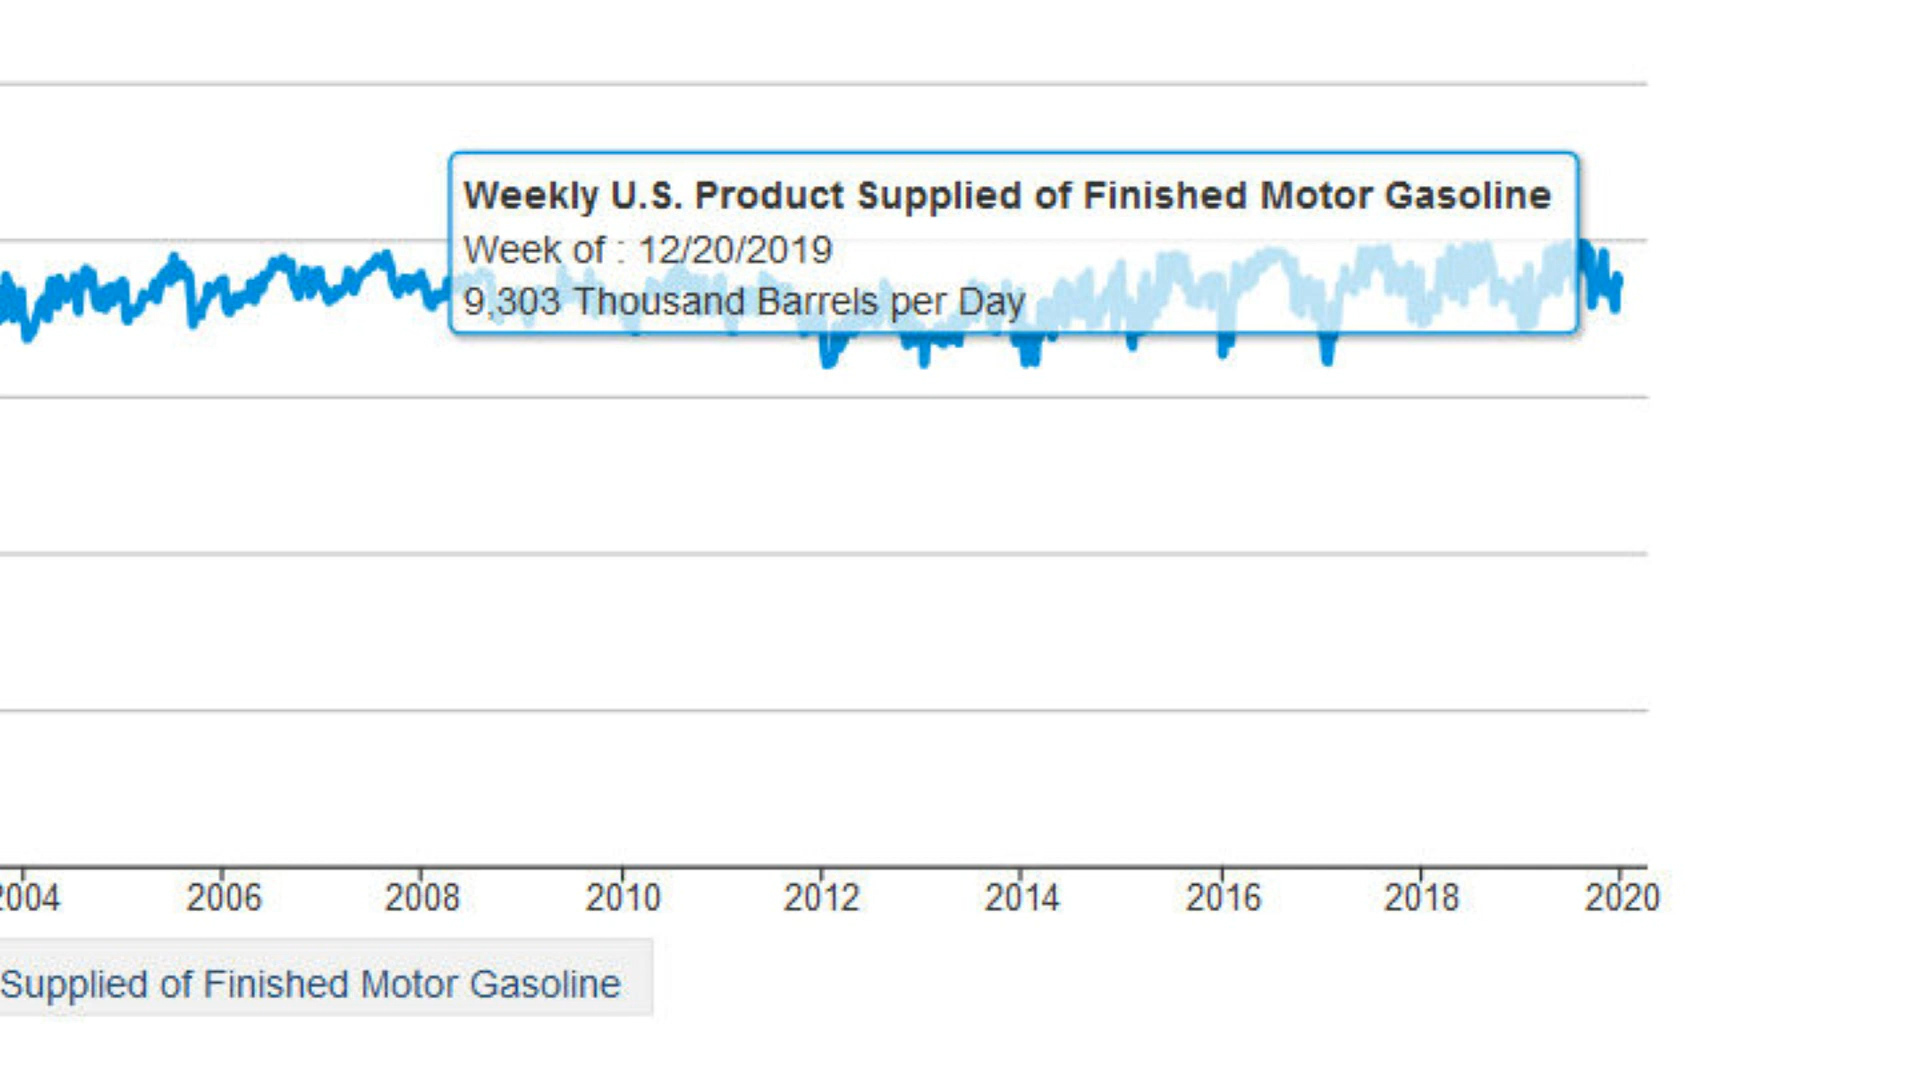 Weekly U.S. Product Supplied of Finished Motor Gasoline
Week of : 12/20/2019
9,303 Thousand Barrels per Day
2004 2006 2008 2010 2012 2014 2016 2018 2020
Supplied of Finished Motor Gasoline